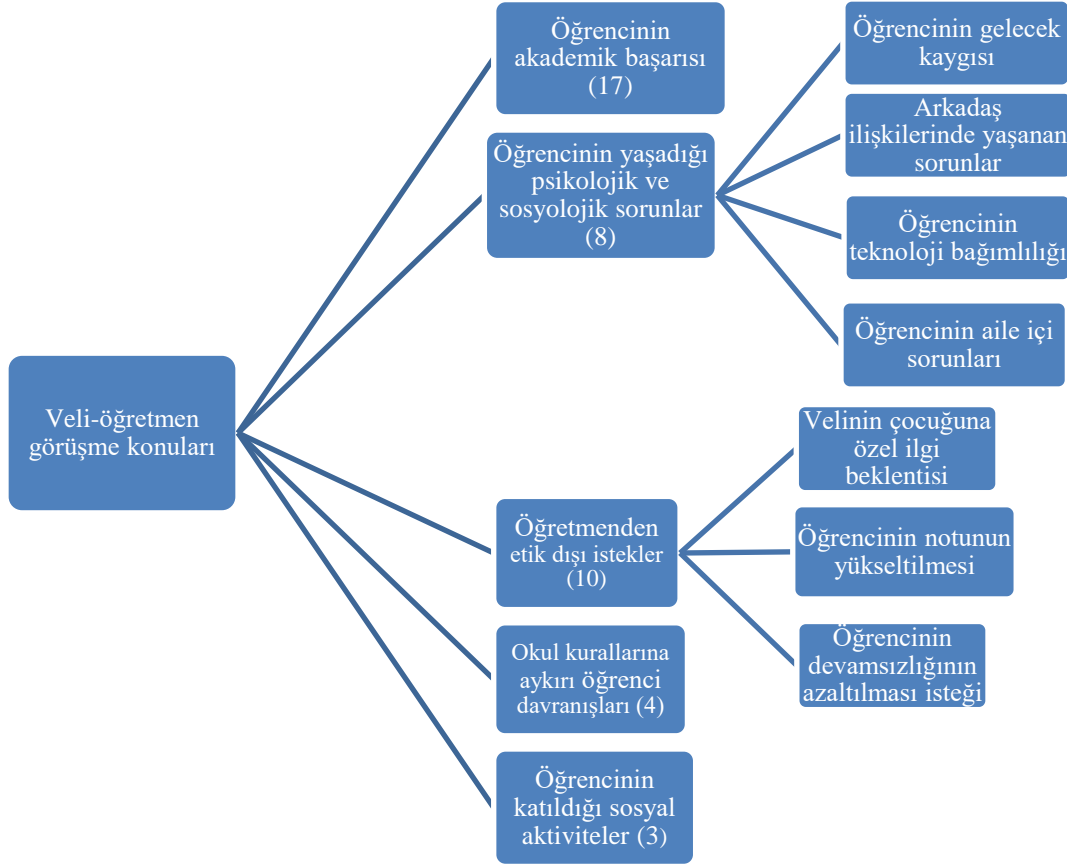 Veli-öğretmen
görüşme konuları
Öğrencinin
akademik başarısı
(17)
Öğrencinin yaşadığı
psikolojik ve
sosyolojik sorunlar
(8)
Öğrencinin gelecek
kaygısı
Arkadaş
ilişkilerinde yaşanan
sorunlar
Öğrencinin
teknoloji bağımlılığı
Öğrencinin aile içi
sorunları
Öğretmenden
etik dışı istekler
(10)
Velinin çocuğuna
özel ilgi
beklentisi
Öğrencinin notunun
yükseltilmesi
Öğrencinin
devamsızlığının
azaltılması isteği
Okul kurallarına
aykırı öğrenci
davranışları (4)
Öğrencinin
katıldığı sosyal
aktiviteler (3)